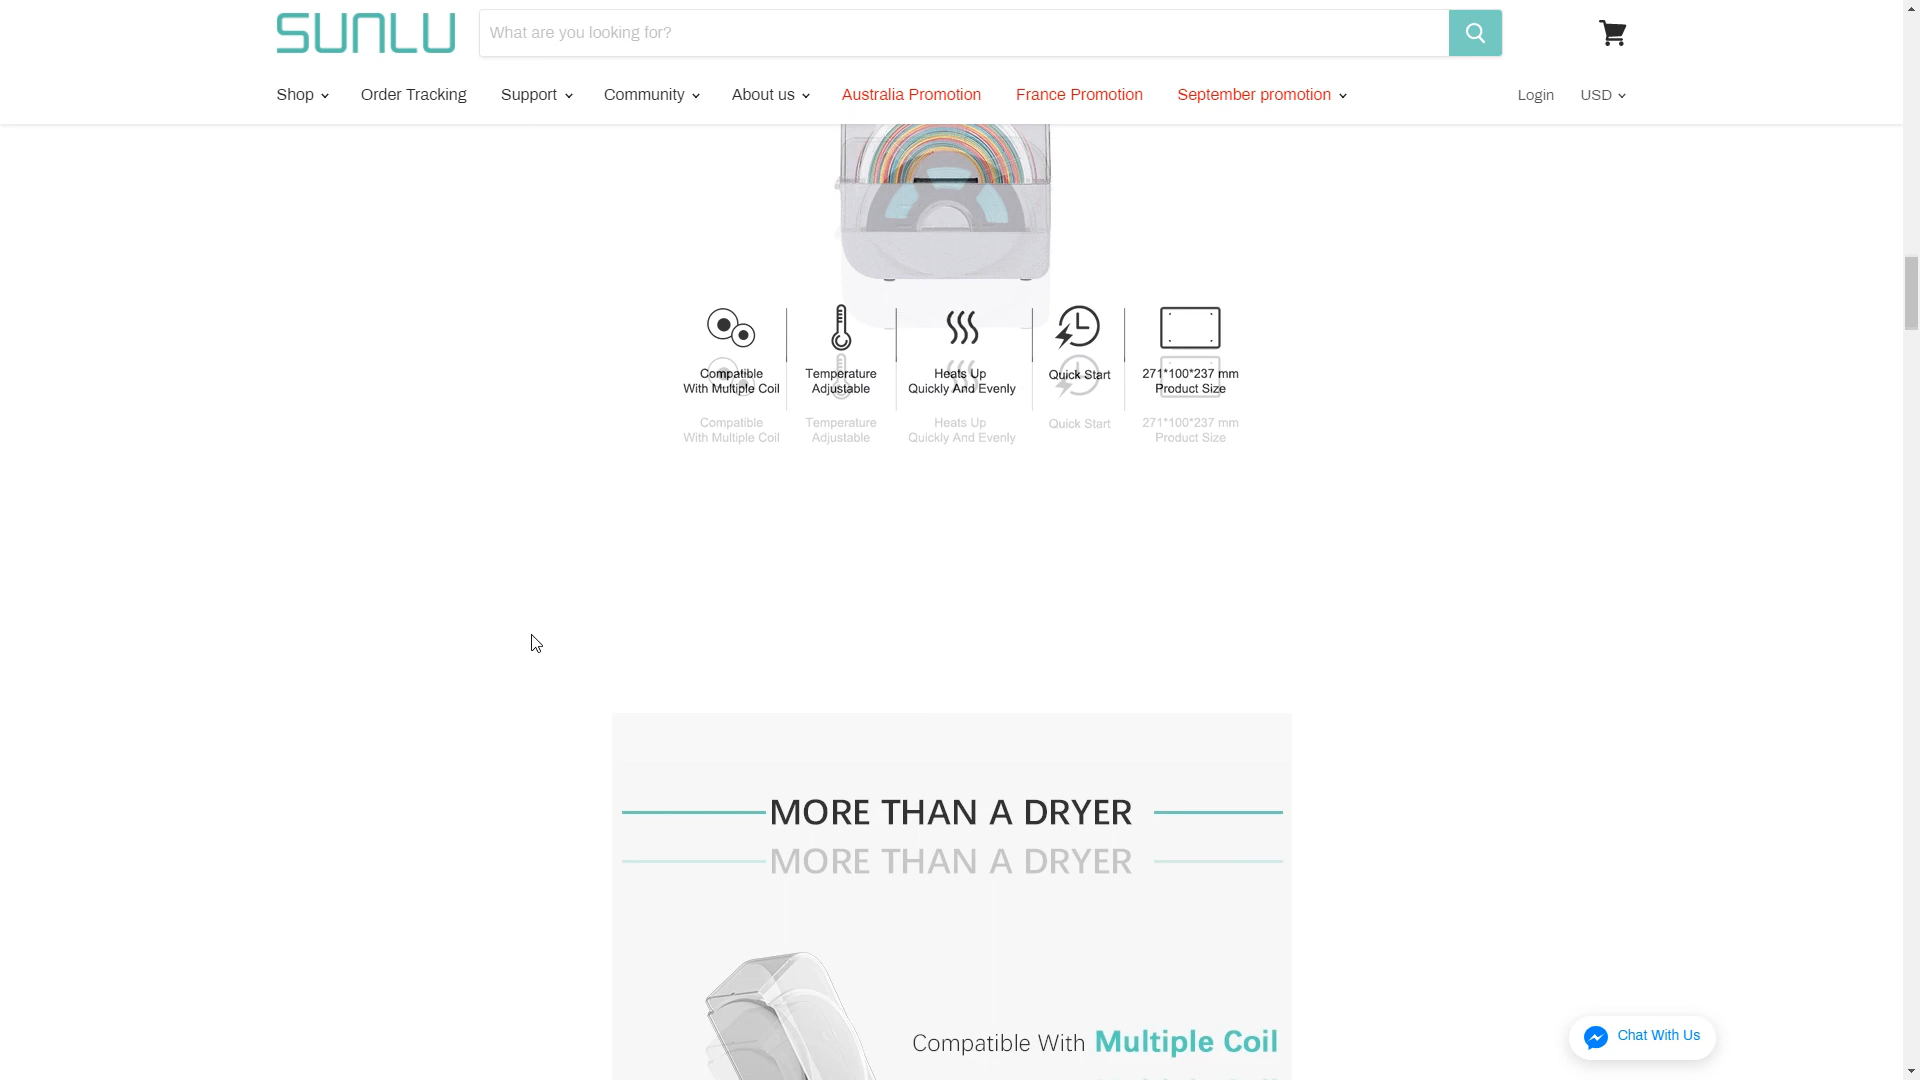 SUNLU
What are you looking for?
Shop
Order Tracking
Support
Community
About us
Australia Promotion
France Promotion
September promotion
Login
USD
Compatible
With Multiple Coil
Temperature
Adjustable
Heats Up
Quickly And Evenly
Quick Start
271*100*237 mm
Product Size
Compatible
With Multiple Coil
Temperature
Adjustable
Heats Up
Quickly And Evenly
Quick Start
271*100*237 mm
Product Size
MORE THAN A DRYER
MORE THAN A DRYER
Compatible With Multiple Coil
Chat With Us